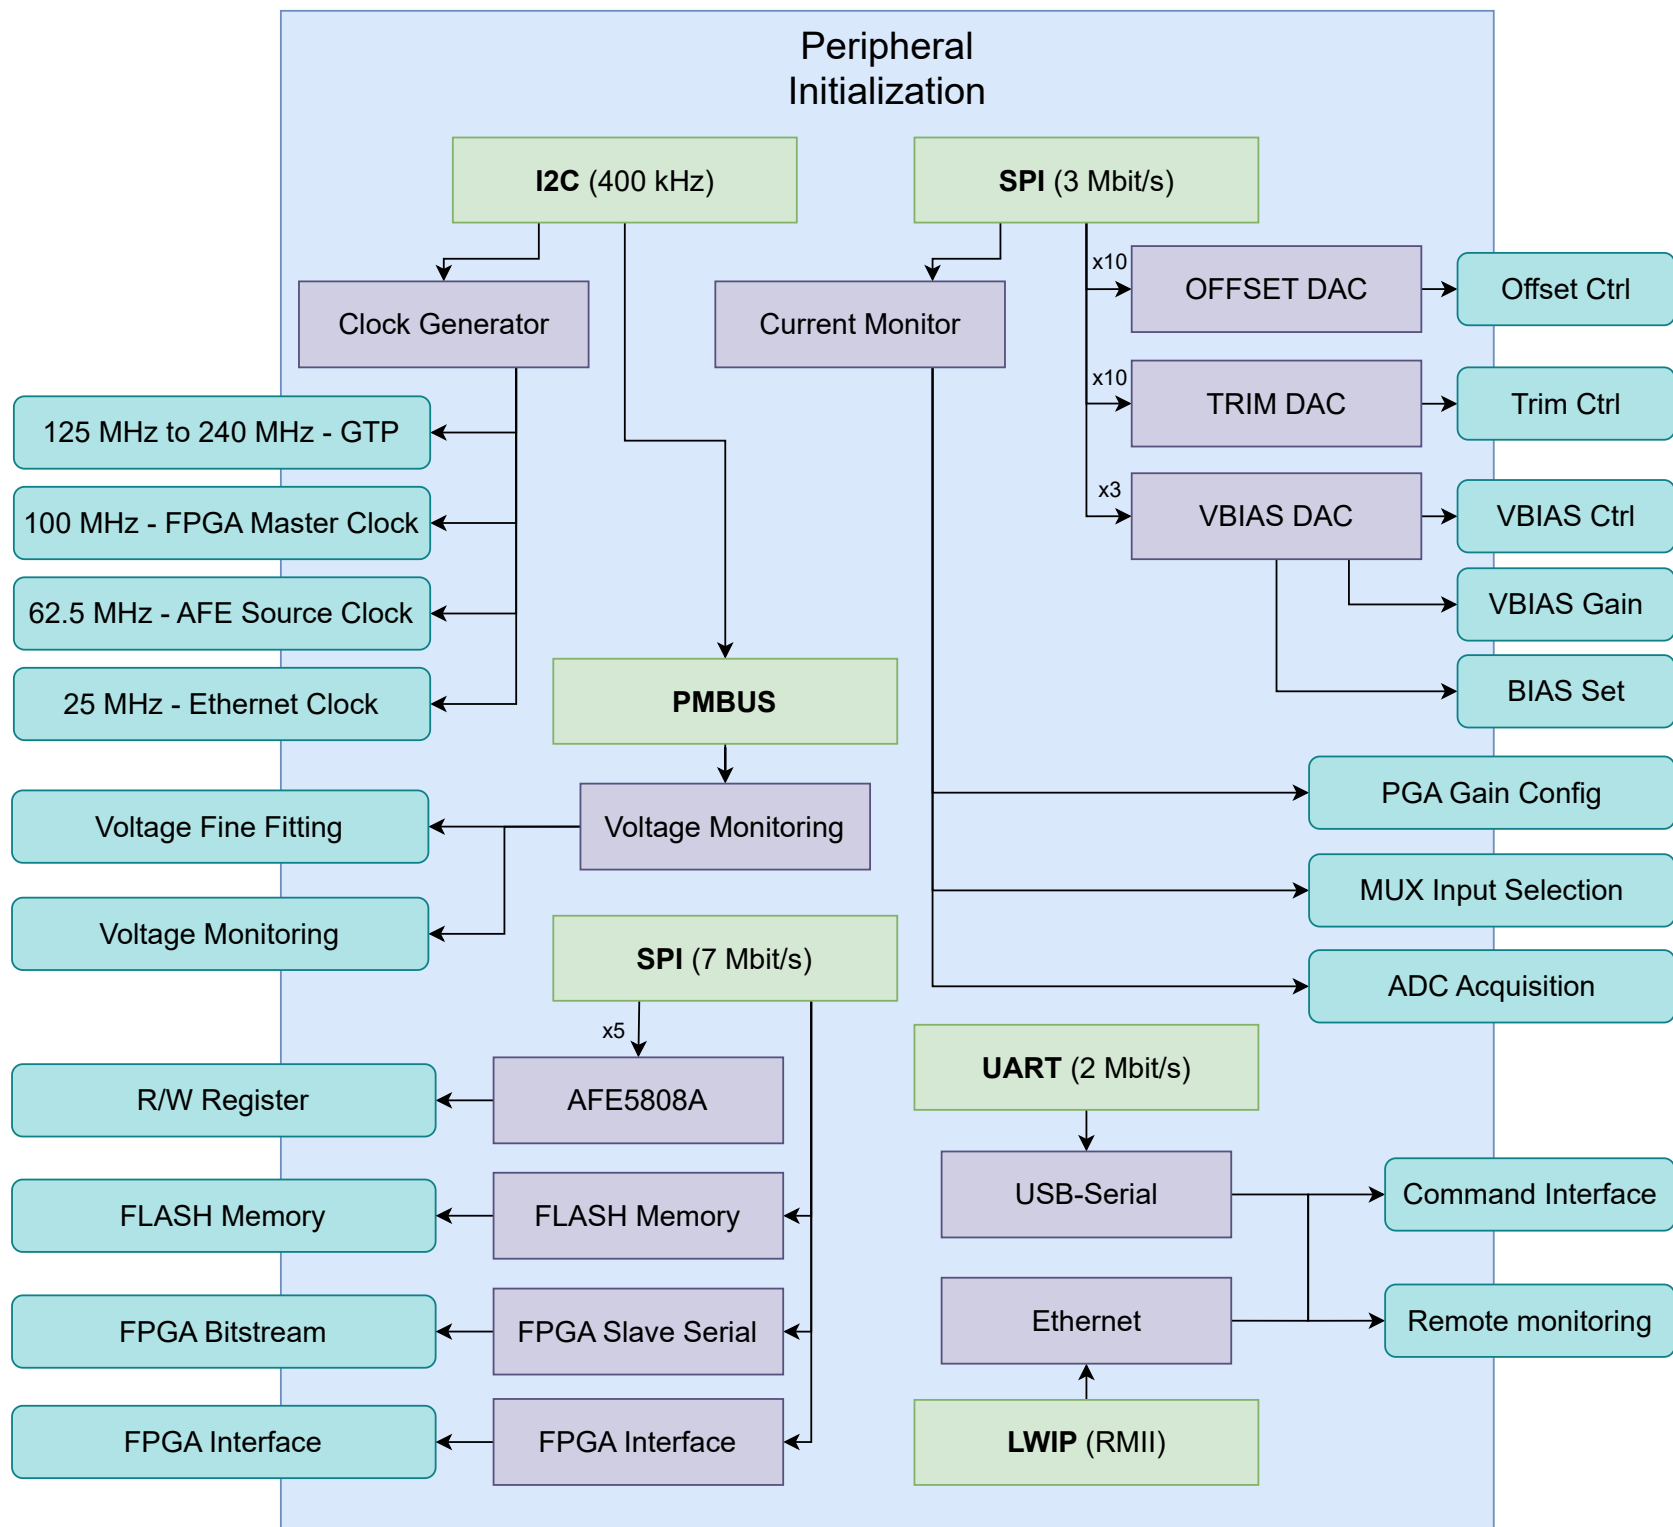 Peripheral
Initialization
I2C (400 kHz)
SPI (3 Mbit/s)
x10
OFFSET DAC
Offset Ctrl
Clock Generator
Current Monitor
x10
TRIM DAC
Trim Ctrl
125 MHz to 240 MHz - GTP
x3
VBIAS DAC
VBIAS Ctrl
100 MHz - FPGA Master Clock
VBIAS Gain
62.5 MHz - AFE Source Clock
BIAS Set
25 MHz - Ethernet Clock
PMBUS
PGA Gain Config
Voltage Fine Fitting
Voltage Monitoring
MUX Input Selection
Voltage Monitoring
SPI (7 Mbit/s)
ADC Acquisition
x5
UART (2 Mbit/s)
R/W Register
AFE5808A
USB-Serial
Command Interface
FLASH Memory
FLASH Memory
Ethernet
Remote monitoring
FPGA Bitstream
FPGA Slave Serial
FPGA Interface
FPGA Interface
LWIP (RMII)